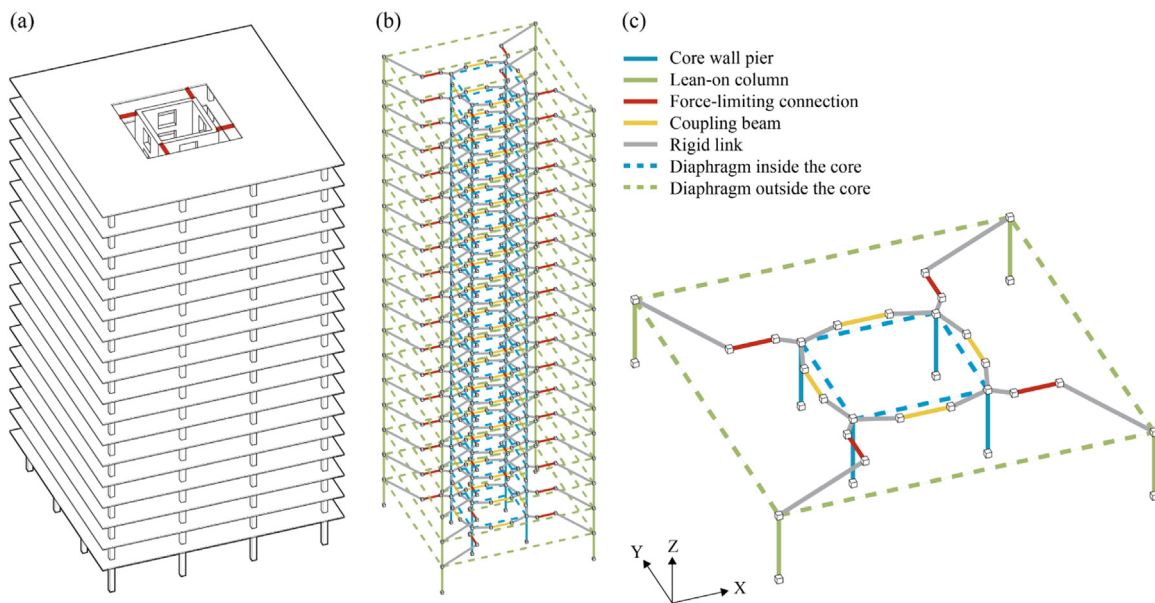 (a)
(b)
(c)
Core wall pier
Lean-on column
Force-limiting connection
Coupling beam
Rigid link
Diaphragm inside the core
Diaphragm outside the core
Z
Y
X